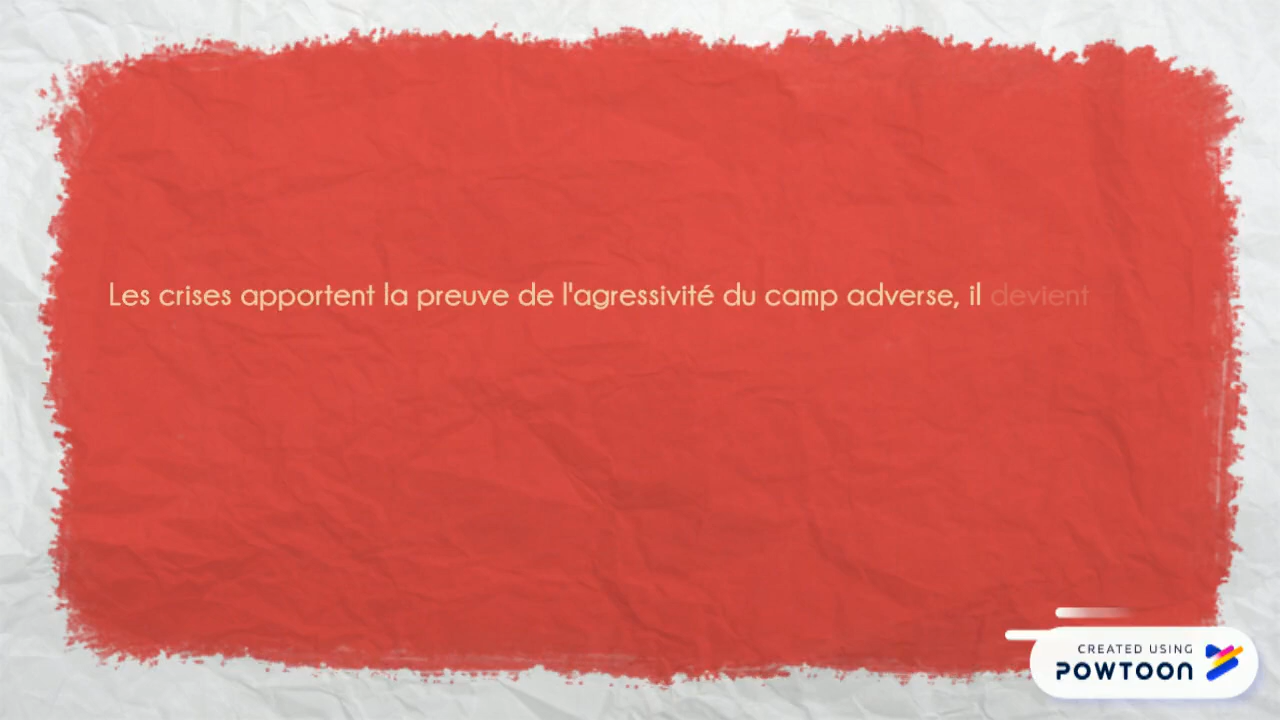 Les crises apportent la preuve de l'agressivité du camp adverse, il devient
CREATED USING
POWTOON